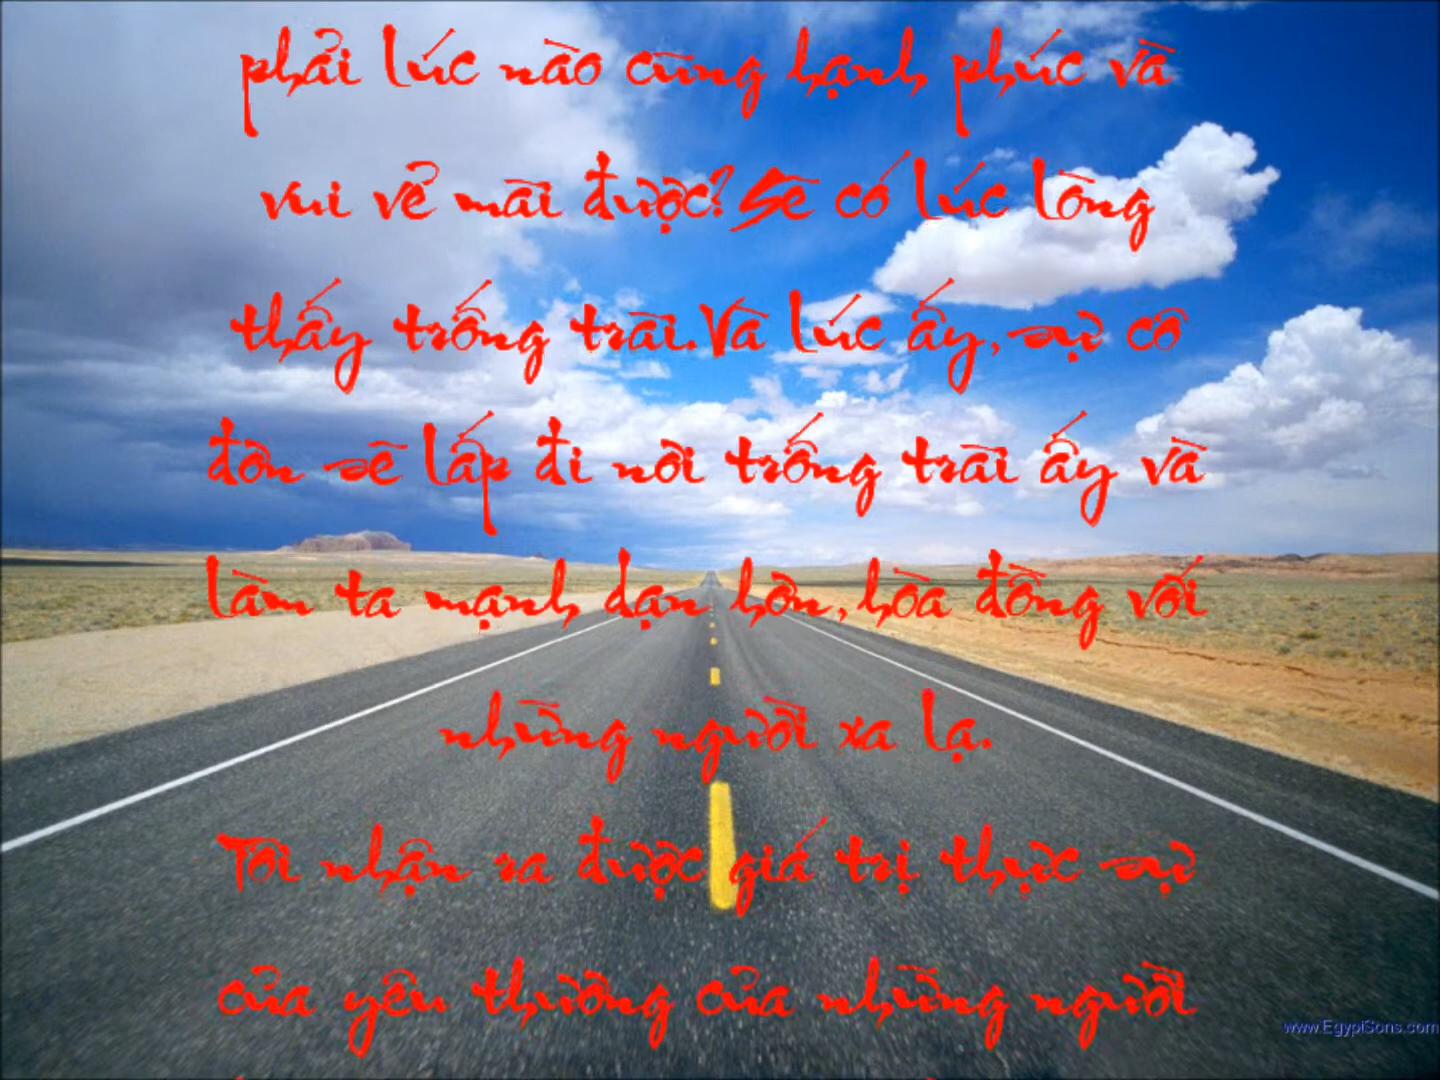 phải lúc nào cũng hạnh phúc và
vui vẻ mãi được?Sẽ có lúc lòng
thấy trống trãi.Và lúc ấy,sự cô
đơn sẽ lấp đi nơi trống trãi ấy và
làm ta mạnh dạn hơn,hòa đồng với
những người xa lạ.
Tôi nhận ra được giá trị thực sự
của yêu thương của những người
www.EgyptSons.com